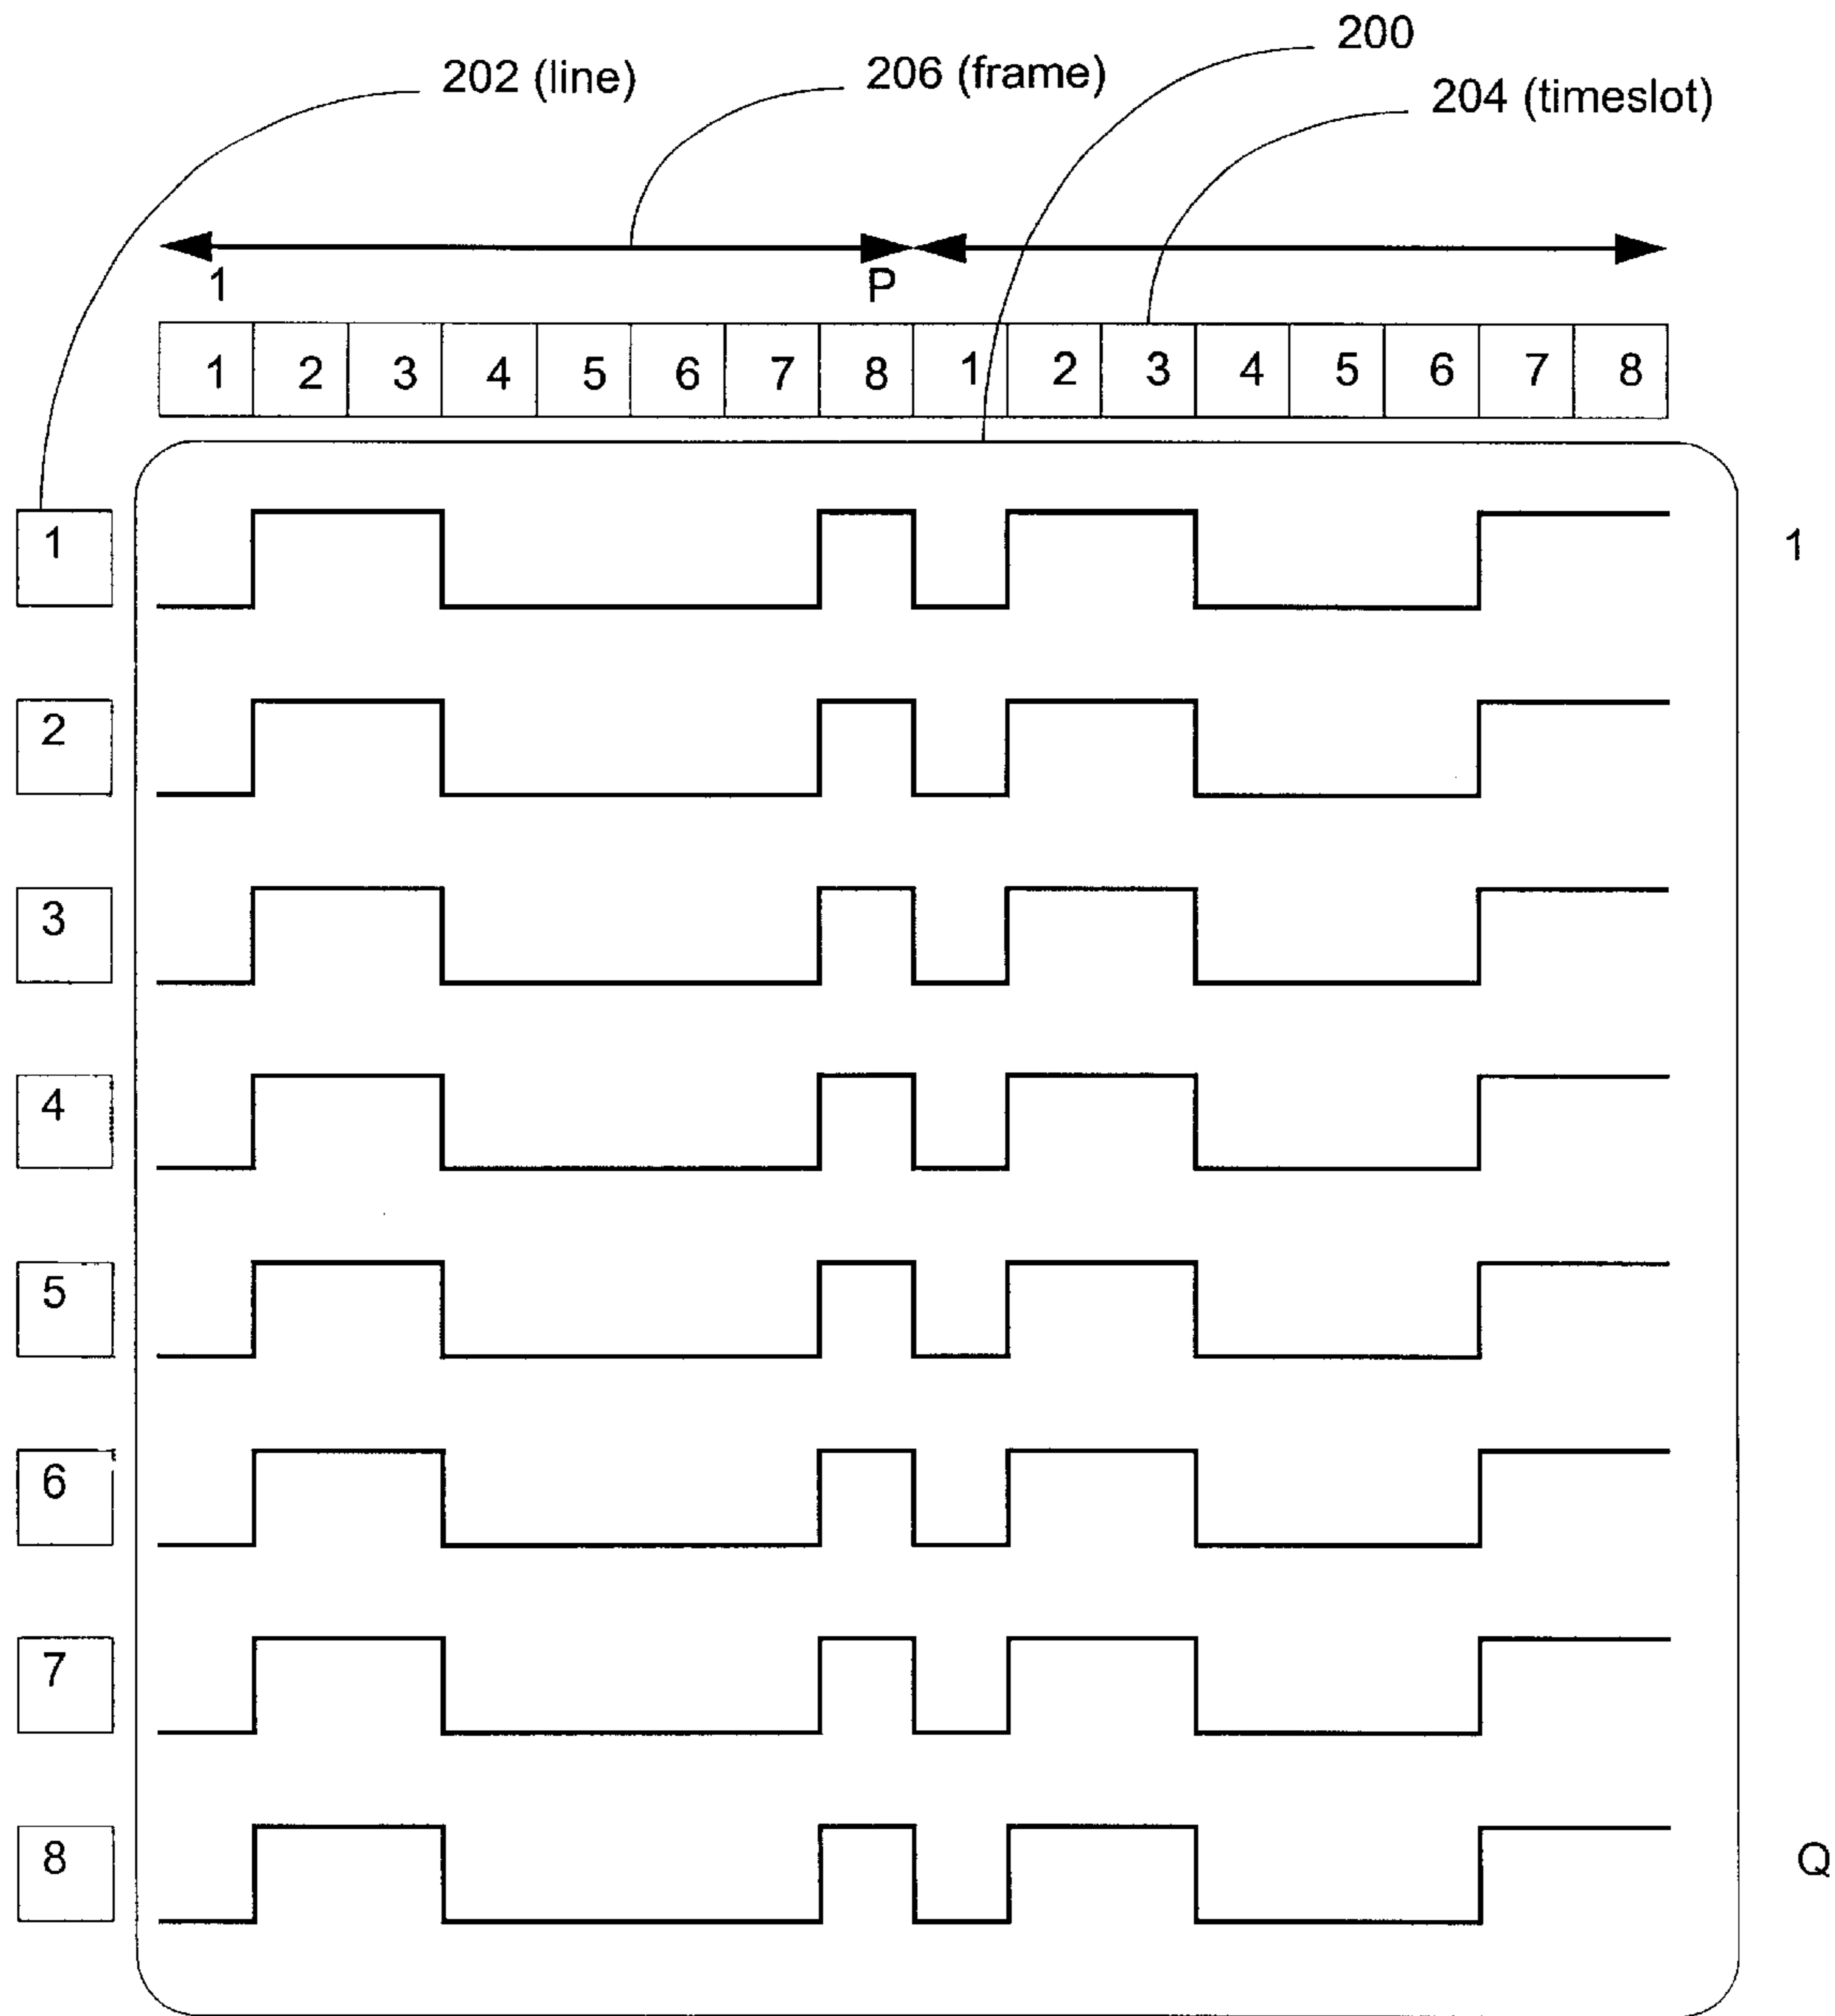 200
202 (line)
206 (frame)
204 (timeslot)
1 P
1 2 3 4 5 6 7 8 1 2 3 4 5 6 7 8
1 1
2
3
4
5
6
7
8 Q